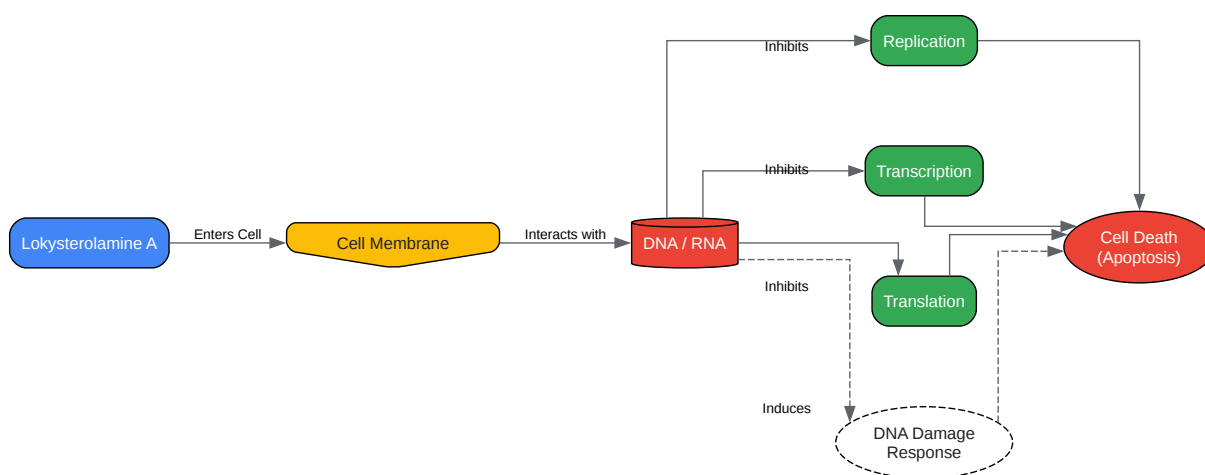 Lokysterolamine A
Enters Cell
Cell Membrane
Interacts with
DNA / RNA
Inhibits
Replication
Inhibits
Transcription
Inhibits
Translation
Induces
DNA Damage
Response
Cell Death
(Apoptosis)